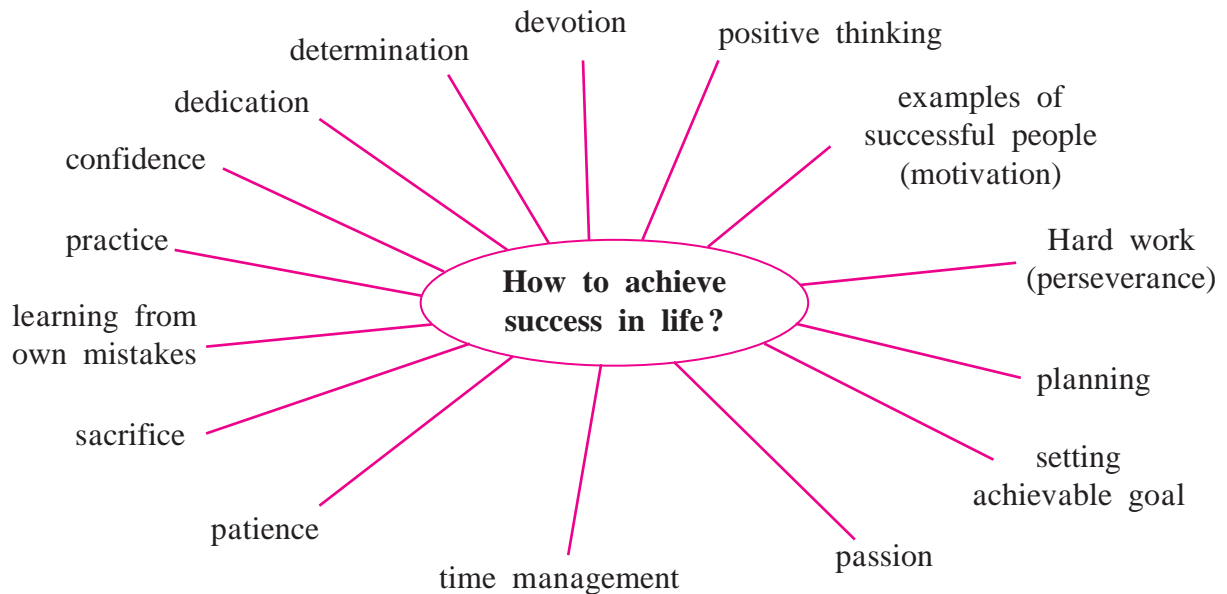 devotion
positive thinking
determination
dedication
examples of
successful people
(motivation)
confidence
practice
Hard work
(perseverance)
How to achieve
success in life?
learning from
own mistakes
planning
sacrifice
setting
achievable goal
patience
passion
time management